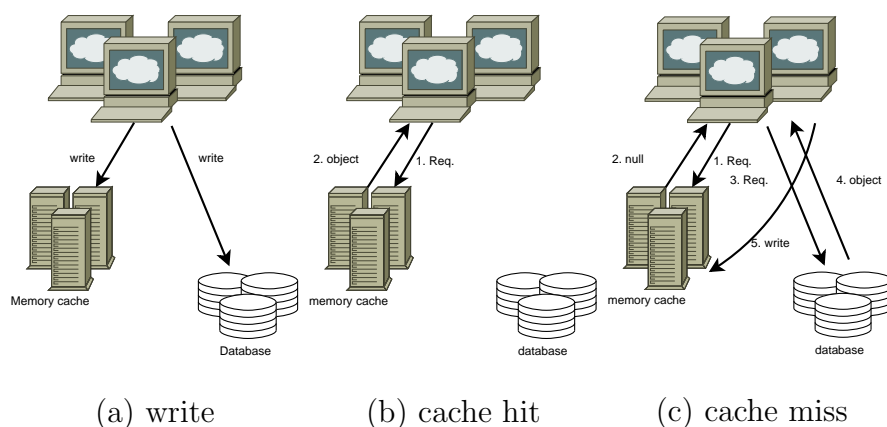 write
write
Memory cache
Database
2. object
1. Req.
memory cache
database
2. null
1. Req.
3. Req.
4. object
5. write
memory cache
database
(a) write
(b) cache hit
(c) cache miss